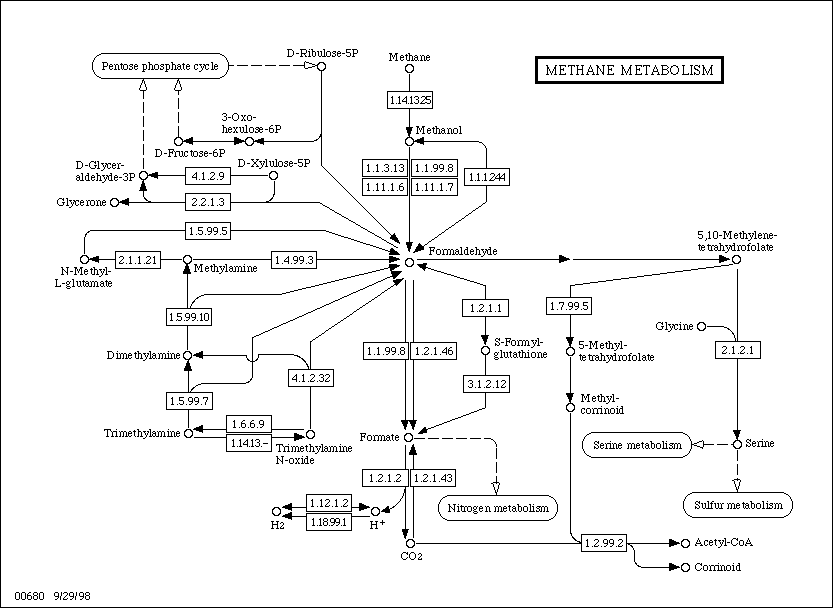 D-Ribulose-5P
Methane
Pentose phosphate cycle
METHANE METABOLISM
1.14.13.25
3-Oxo-
hexulose-6P
Methanol
D-Fructose-6P
D-Glycer-
aldehyde-3P
4.1.2.9
D-Xylulose-5P
1.1.3.13
1.1.99.8
1.11.1.6
1.11.1.7
1.1.1.244
Glycerone
2.2.1.3
1.5.99.5
5,10-Methylene-
tetrahydrofolate
Formaldehyde
2.1.1.21
1.4.99.3
N-Methyl-
L-glutamate
Methylamine
1.5.99.10
1.2.1.1
1.7.99.5
Glycine
Dimethylamine
1.1.99.8
1.2.1.46
S-Formyl-
glutathione
5-Methyl-
tetrahydrofolate
2.1.2.1
4.1.2.32
3.1.2.12
1.5.99.7
Methyl-
corrinoid
1.6.6.9
Trimethylamine
1.14.13.-
Trimethylamine
N-oxide
Formate
Serine metabolism
Serine
1.2.1.2
1.2.1.43
1.12.1.2
1.18.99.1
H2
H+
Nitrogen metabolism
Sulfur metabolism
CO2
1.2.99.2
Acetyl-CoA
Corrinoid
00680 9/29/98